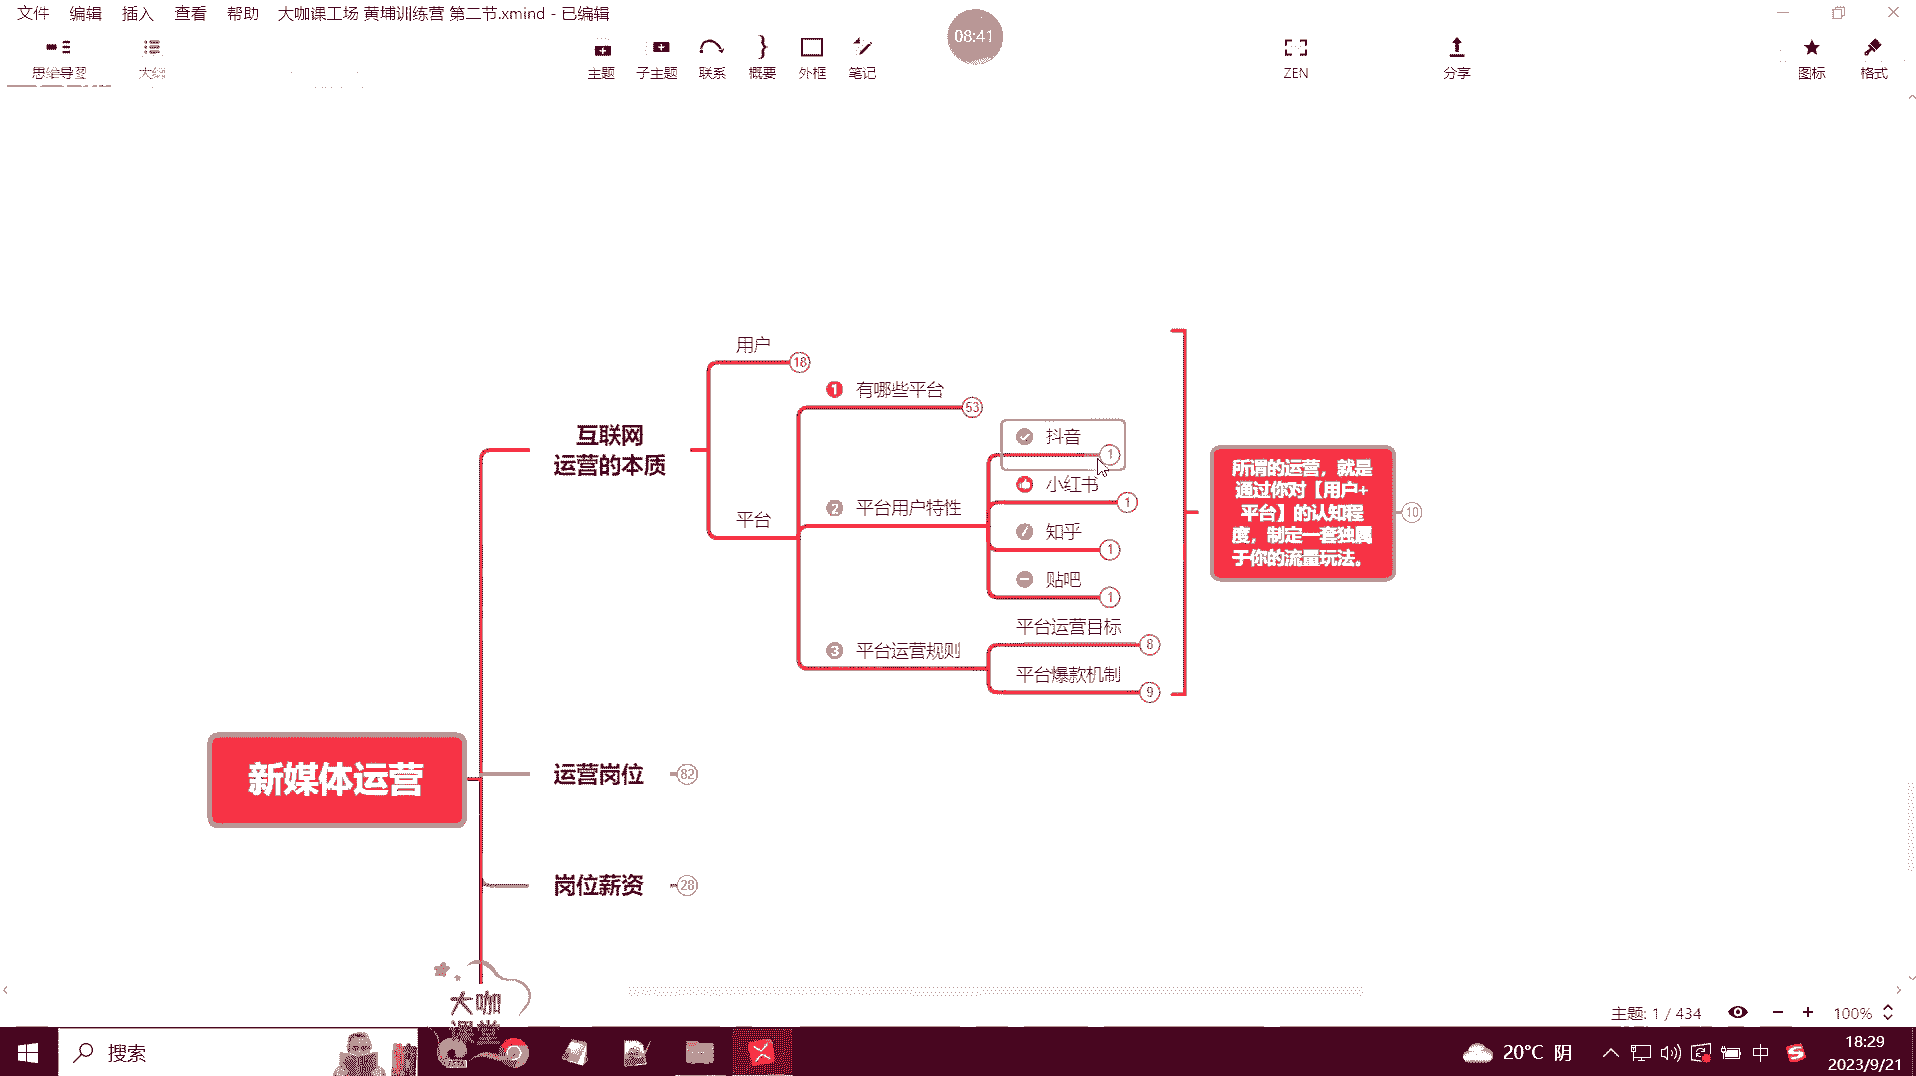 文件 编辑 插入 查看 帮助 大咖课工场 黄埔训练营 第二节.xmind - 已编辑
08:41
思维导图 大纲 主题 子主题 联系 概要 外框 笔记 ZEN 分享 图标 格式
用户 18
1 有哪些平台 53
互联网
运营的本质
抖音 1
小红书 1
平台
2 平台用户特性
知乎 1
贴吧 1
平台运营目标 8
3 平台运营规则
平台爆款机制 9
所谓的运营,就是
通过你对【用户+
平台】的认知程
度,制定一套独属
于你的流量玩法。
10
新媒体运营
运营岗位 82
岗位薪资 28
大咖
课堂
主题: 1 / 434 100%
搜索
20°C 阴
中
18:29
2023/9/21